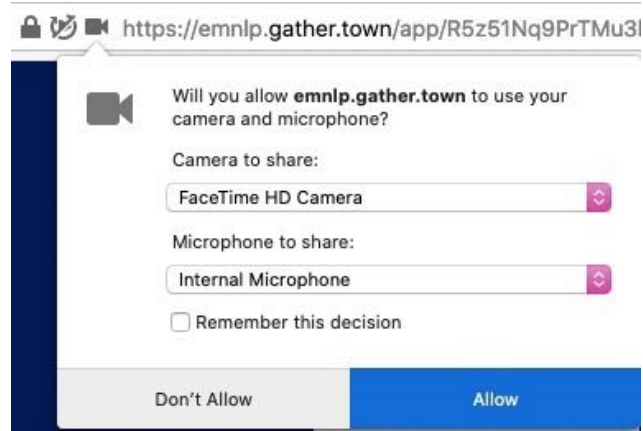 https://emnlp.gather.town/app/R5z51Nq9PrTMu3
Will you allow emnlp.gather.town to use your
camera and microphone?
Camera to share:
FaceTime HD Camera
Microphone to share:
Internal Microphone
Remember this decision
Don't Allow
Allow